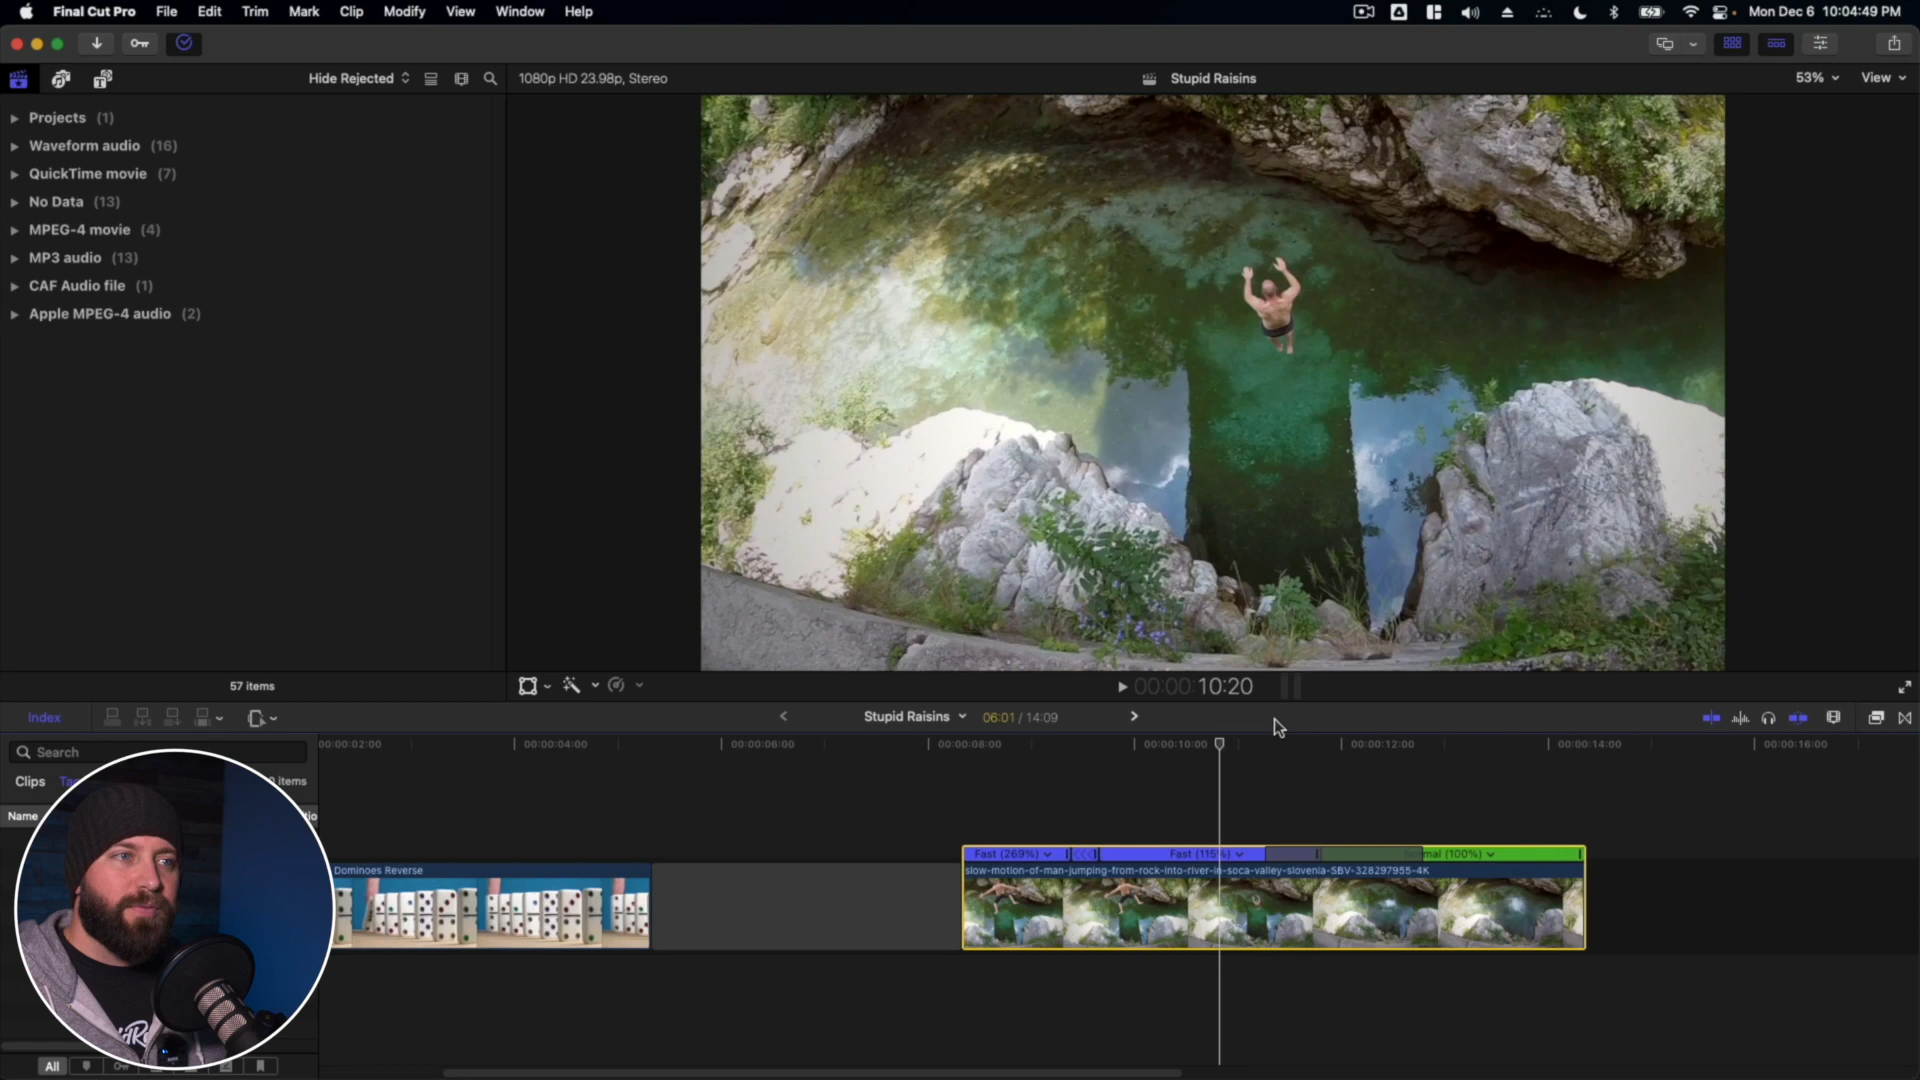 Final Cut Pro File Edit Trim Mark Clip Modify View Window Help
Mon Dec 6 10:04:49 PM
Hide Rejected
1080p HD 23.98p, Stereo
Stupid Raisins
53%
View
Projects (1)
Waveform audio (16)
QuickTime movie (7)
No Data (13)
MPEG-4 movie (4)
MP3 audio (13)
CAF Audio file (1)
Apple MPEG-4 audio (2)
57 items
00:00:00:10:20
Index
Stupid Raisins
06:01 / 14:09
Search
00:00:02:00
00:00:04:00
00:00:06:00
00:00:08:00
00:00:10:00
00:00:12:00
00:00:14:00
00:00:16:00
Clips
items
Name
Fast (269%)
Fast (115%)
(100%)
Dominoes Reverse
slow-motion-of-man-jumping-from-rock-into-river-in-soca-valley-slovenia-SBV-328297955-4K
All